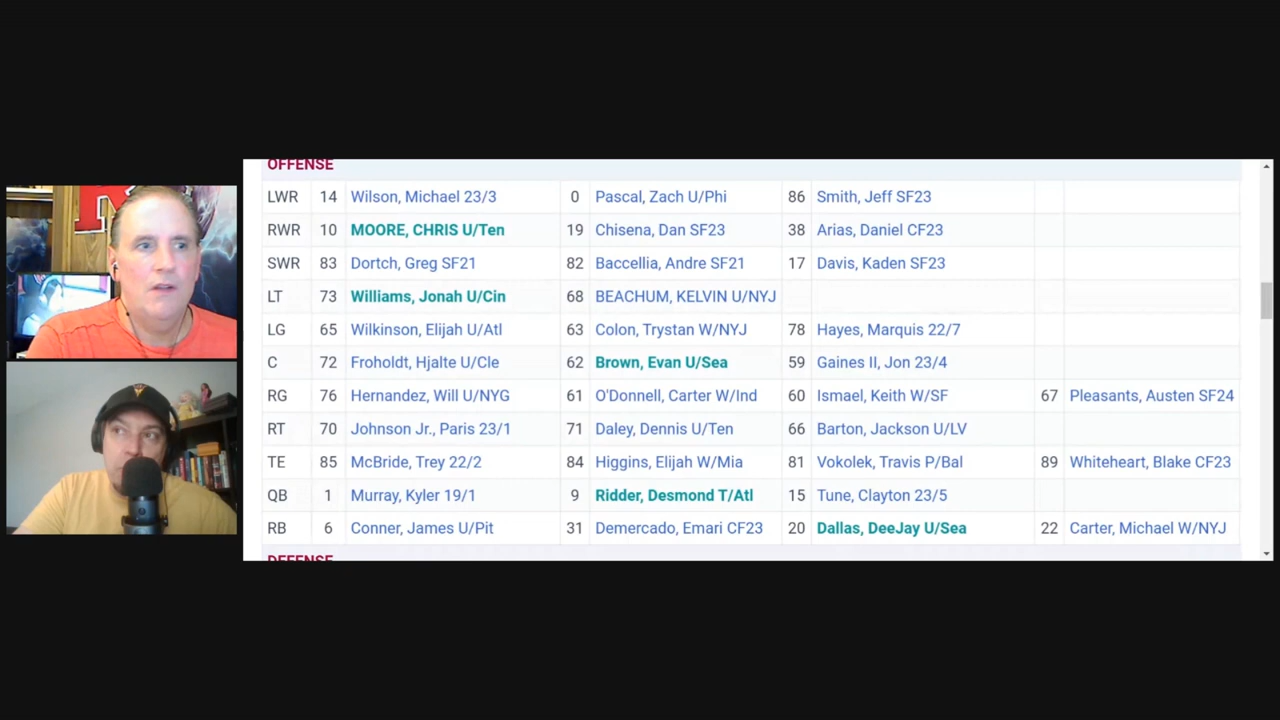 OFFENSE
LWR 14 Wilson, Michael 23/3 0 Pascal, Zach U/Phi 86 Smith, Jeff SF23
RWR 10 MOORE, CHRIS U/Ten 19 Chisena, Dan SF23 38 Arias, Daniel CF23
SWR 83 Dortch, Greg SF21 82 Baccellia, Andre SF21 17 Davis, Kaden SF23
LT 73 Williams, Jonah U/Cin 68 BEACHUM, KELVIN U/NYJ
LG 65 Wilkinson, Elijah U/Atl 63 Colon, Trystan W/NYJ 78 Hayes, Marquis 22/7
C 72 Froholdt, Hjalte U/Cle 62 Brown, Evan U/Sea 59 Gaines II, Jon 23/4
RG 76 Hernandez, Will U/NYG 61 O'Donnell, Carter W/Ind 60 Ismael, Keith W/SF 67 Pleasants, Austen SF24
RT 70 Johnson Jr., Paris 23/1 71 Daley, Dennis U/Ten 66 Barton, Jackson U/LV
TE 85 McBride, Trey 22/2 84 Higgins, Elijah W/Mia 81 Vokolek, Travis P/Bal 89 Whiteheart, Blake CF23
QB 1 Murray, Kyler 19/1 9 Ridder, Desmond T/Atl 15 Tune, Clayton 23/5
RB 6 Conner, James U/Pit 31 Demercado, Emari CF23 20 Dallas, DeeJay U/Sea 22 Carter, Michael W/NYJ
DEFENSE